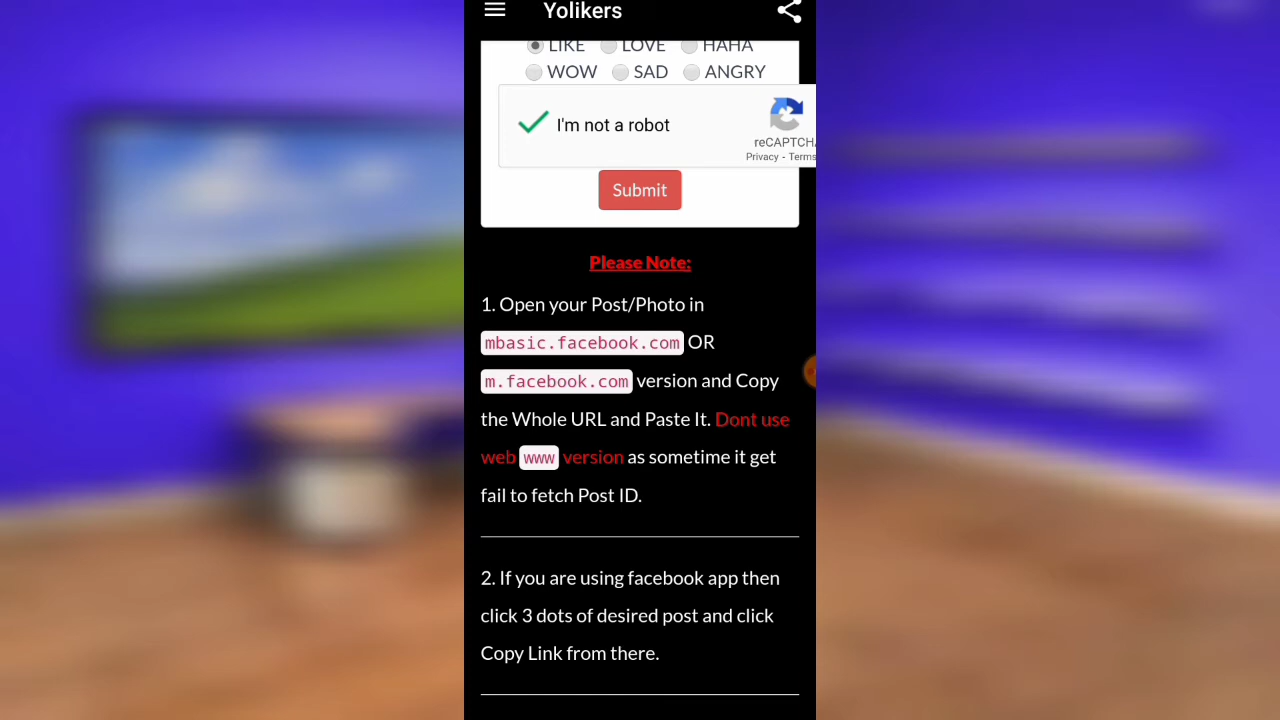 Yolikers
LIKE LOVE HAHA
WOW SAD ANGRY
I'm not a robot
reCAPTCHA
Privacy - Terms
Submit
Please Note:
1. Open your Post/Photo in
mbasic.facebook.com OR
m.facebook.com version and Copy
the Whole URL and Paste It. Dont use
web www version as sometime it get
fail to fetch Post ID.
2. If you are using facebook app then
click 3 dots of desired post and click
Copy Link from there.